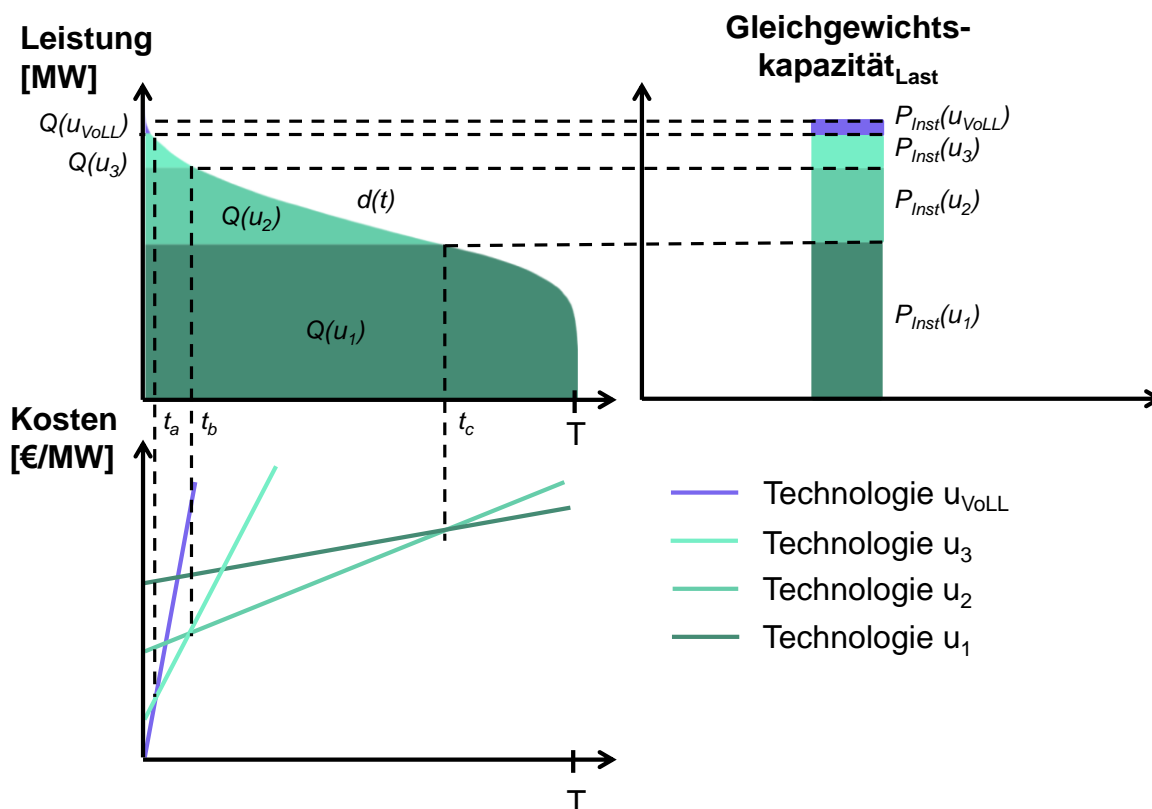 Leistung
[MW]
Q(u_VoLL)
Q(u_3)
Q(u_2)
d(t)
Q(u_1)
t_a
t_b
t_c
T
Gleichgewichts-
kapazität_Last
P_Inst(u_VoLL)
P_Inst(u_3)
P_Inst(u_2)
P_Inst(u_1)
Kosten
[€/MW]
T
Technologie u_VoLL
Technologie u_3
Technologie u_2
Technologie u_1